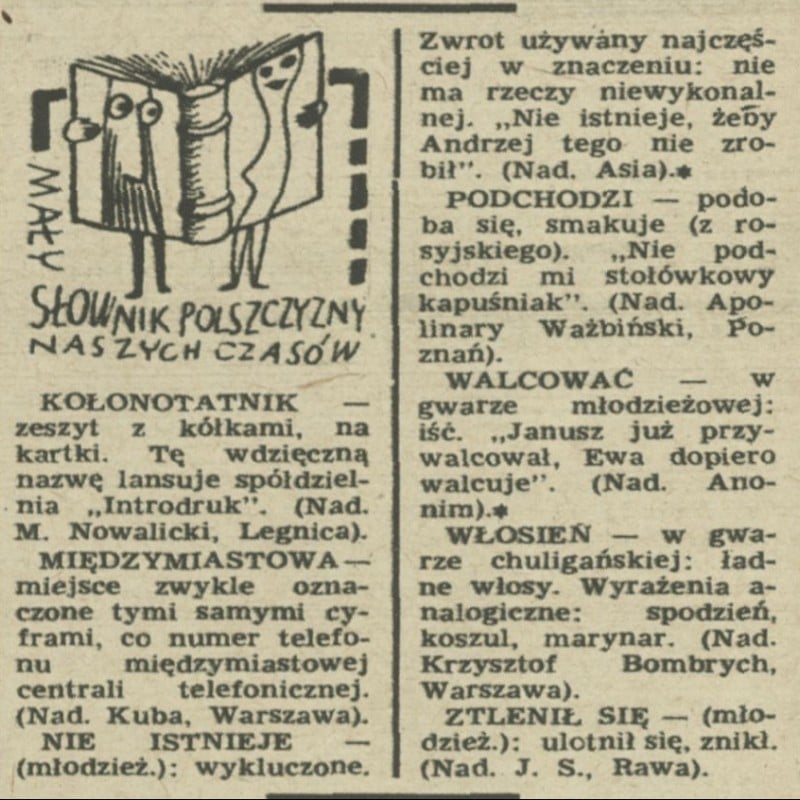 MAŁY
SŁOWNIK POLSZCZYZNY
NASZYCH CZASÓW
KOŁONOTATNIK —
zeszyt z kółkami, na
kartki. Tę wdzięczną
nazwę lansuje spółdziel-
nia „Introdruk”. (Nad.
M. Nowalicki, Legnica).
MIĘDZYMIASTOWA —
miejsce zwykle ozna-
czone tymi samymi cy-
frami, co numer telefo-
nu międzymiastowej
centrali telefonicznej.
(Nad. Kuba, Warszawa).
NIE ISTNIEJE —
(młodzież.): wykluczone.
Zwrot używany najczęś-
ciej w znaczeniu: nie
ma rzeczy niewykonal-
nej. „Nie istnieje, żeby
Andrzej tego nie zro-
bił”. (Nad. Asia).*
PODCHODZI — podo-
ba się, smakuje (z ro-
syjskiego). „Nie pod-
chodzi mi stołówkowy
kapuśniak”. (Nad. Apo-
linary Ważbiński, Po-
znań).
WALCOWAĆ — w
gwarze młodzieżowej:
iść. „Janusz już przy-
walcował, Ewa dopiero
walcuje”. (Nad. Ano-
nim).*
WŁOSIEŃ — w gwa-
rze chuligańskiej: ład-
ne włosy. Wyrażenia a-
nalogiczne: spodzień,
koszul, marynar. (Nad.
Krzysztof Bombrych,
Warszawa).
ZTLENIŁ SIĘ — (mło-
dzież.): ulotnił się, znikł.
(Nad. J. S., Rawa).